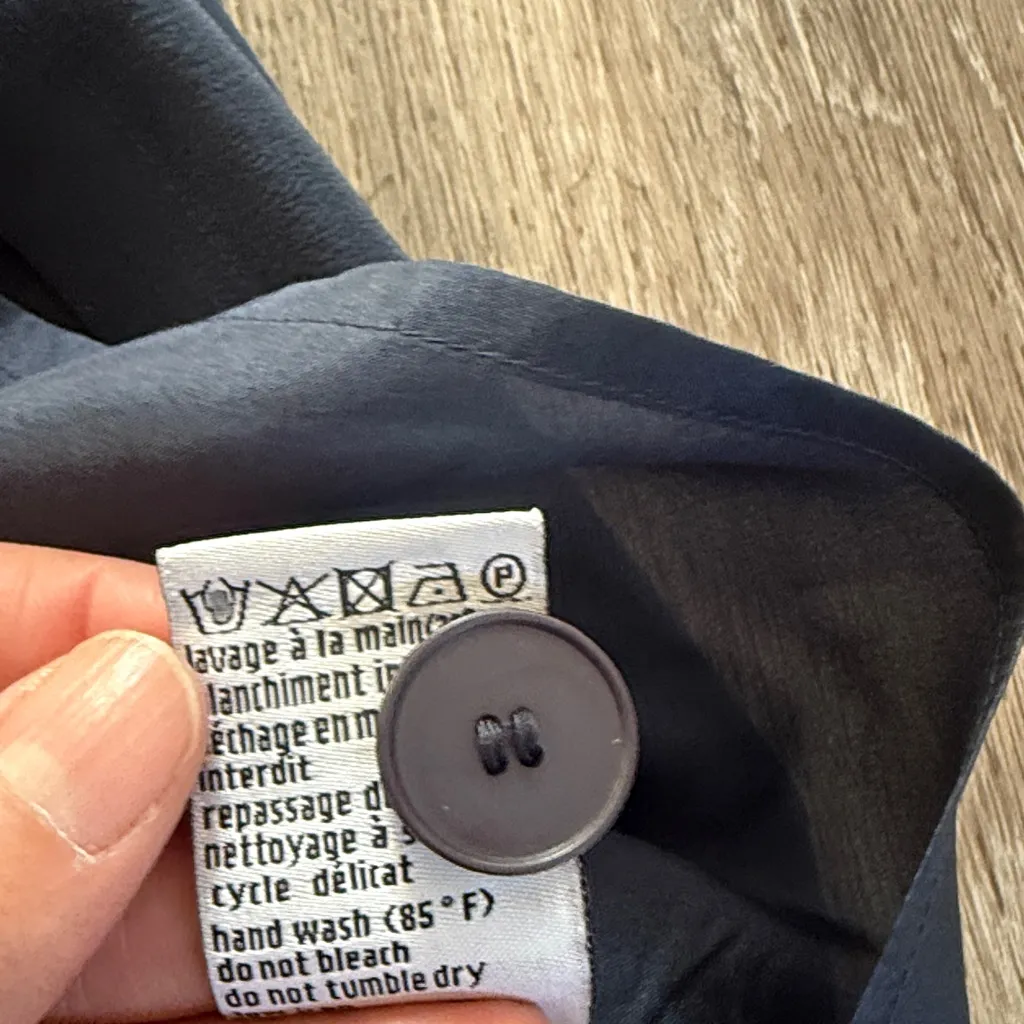 P
lavage à la main
lanchiment
échage en
interdit
repassage
nettoyage à
cycle délicat
hand wash (85°F)
do not bleach
do not tumble dry